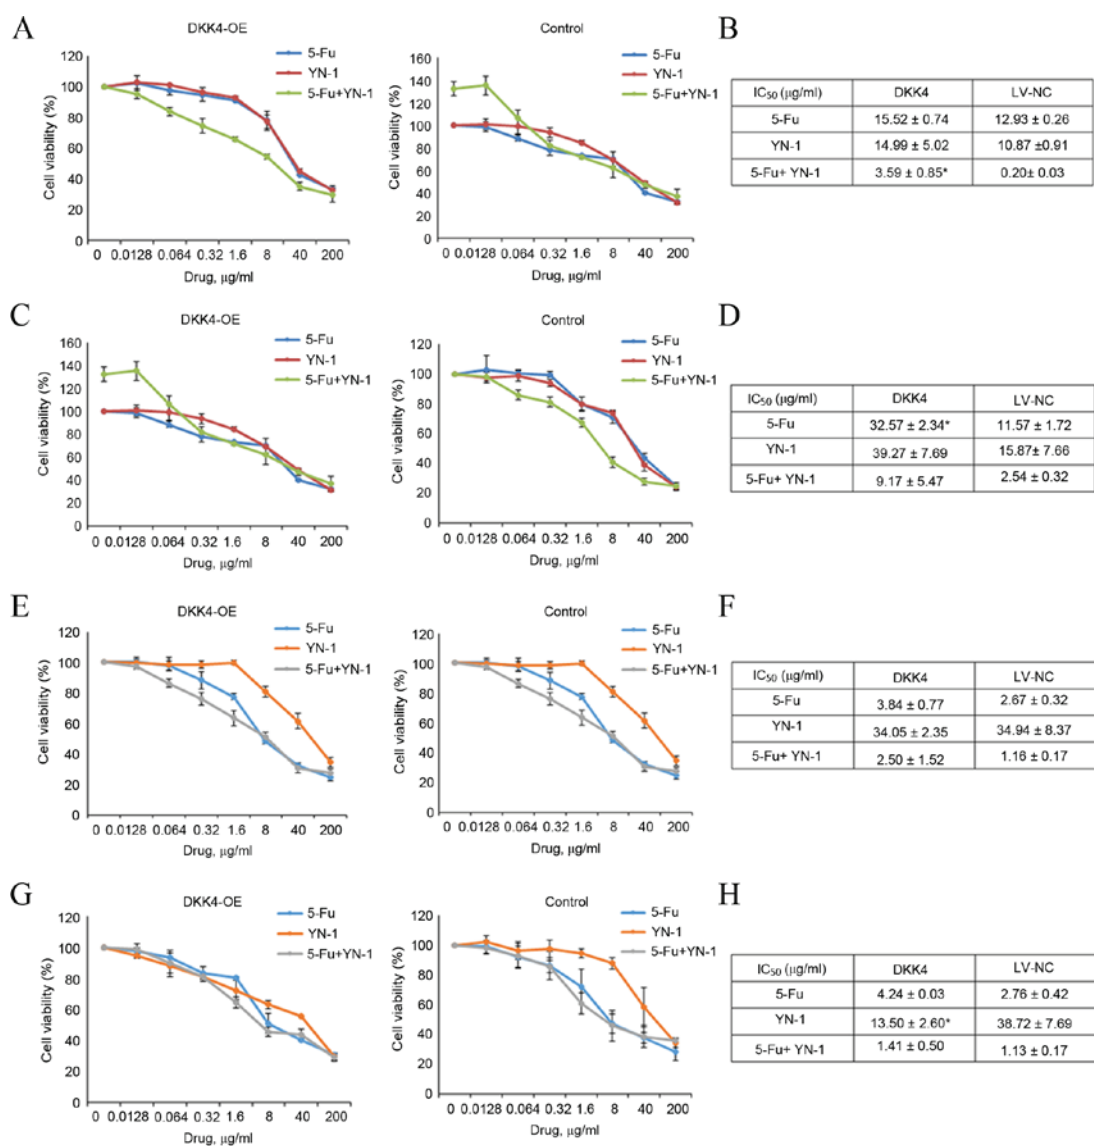 A
DKK4-OE
5-Fu
YN-1
5-Fu+YN-1
Cell viability (%)
120
100
80
60
40
20
0
0 0.0128 0.064 0.32 1.6 8 40 200
Drug, μg/ml
Control
5-Fu
YN-1
5-Fu+YN-1
Cell viability (%)
160
140
120
100
80
60
40
20
0
0 0.0128 0.064 0.32 1.6 8 40 200
Drug, μg/ml
B
IC50 (μg/ml) DKK4 LV-NC
5-Fu 15.52 ± 0.74 12.93 ± 0.26
YN-1 14.99 ± 5.02 10.87 ±0.91
5-Fu+ YN-1 3.59 ± 0.85* 0.20± 0.03
C
DKK4-OE
5-Fu
YN-1
5-Fu+YN-1
Cell viability (%)
160
140
120
100
80
60
40
20
0
0 0.0128 0.064 0.32 1.6 8 40 200
Drug, μg/ml
Control
5-Fu
YN-1
5-Fu+YN-1
Cell viability (%)
120
100
80
60
40
20
0
0 0.0128 0.064 0.32 1.6 8 40 200
Drug, μg/ml
D
IC50 (μg/ml) DKK4 LV-NC
5-Fu 32.57 ± 2.34* 11.57 ± 1.72
YN-1 39.27 ± 7.69 15.87± 7.66
5-Fu+ YN-1 9.17 ± 5.47 2.54 ± 0.32
E
DKK4-OE
5-Fu
YN-1
5-Fu+YN-1
Cell viability (%)
120
100
80
60
40
20
0
0 0.0128 0.064 0.32 1.6 8 40 200
Drug, μg/ml
Control
5-Fu
YN-1
5-Fu+YN-1
Cell viability (%)
120
100
80
60
40
20
0
0 0.0128 0.064 0.32 1.6 8 40 200
Drug, μg/ml
F
IC50 (μg/ml) DKK4 LV-NC
5-Fu 3.84 ± 0.77 2.67 ± 0.32
YN-1 34.05 ± 2.35 34.94 ± 8.37
5-Fu+ YN-1 2.50 ± 1.52 1.16 ± 0.17
G
DKK4-OE
5-Fu
YN-1
5-Fu+YN-1
Cell viability (%)
120
100
80
60
40
20
0
0 0.0128 0.064 0.32 1.6 8 40 200
Drug, μg/ml
Control
5-Fu
YN-1
5-Fu+YN-1
Cell viability (%)
120
100
80
60
40
20
0
0 0.0128 0.064 0.32 1.6 8 40 200
Drug, μg/ml
H
IC50 (μg/ml) DKK4 LV-NC
5-Fu 4.24 ± 0.03 2.76 ± 0.42
YN-1 13.50 ± 2.60* 38.72 ± 7.69
5-Fu+ YN-1 1.41 ± 0.50 1.13 ± 0.17